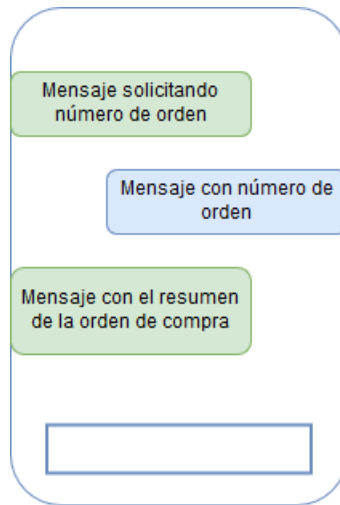 Mensaje solicitando
número de orden
Mensaje con número de
orden
Mensaje con el resumen
de la orden de compra